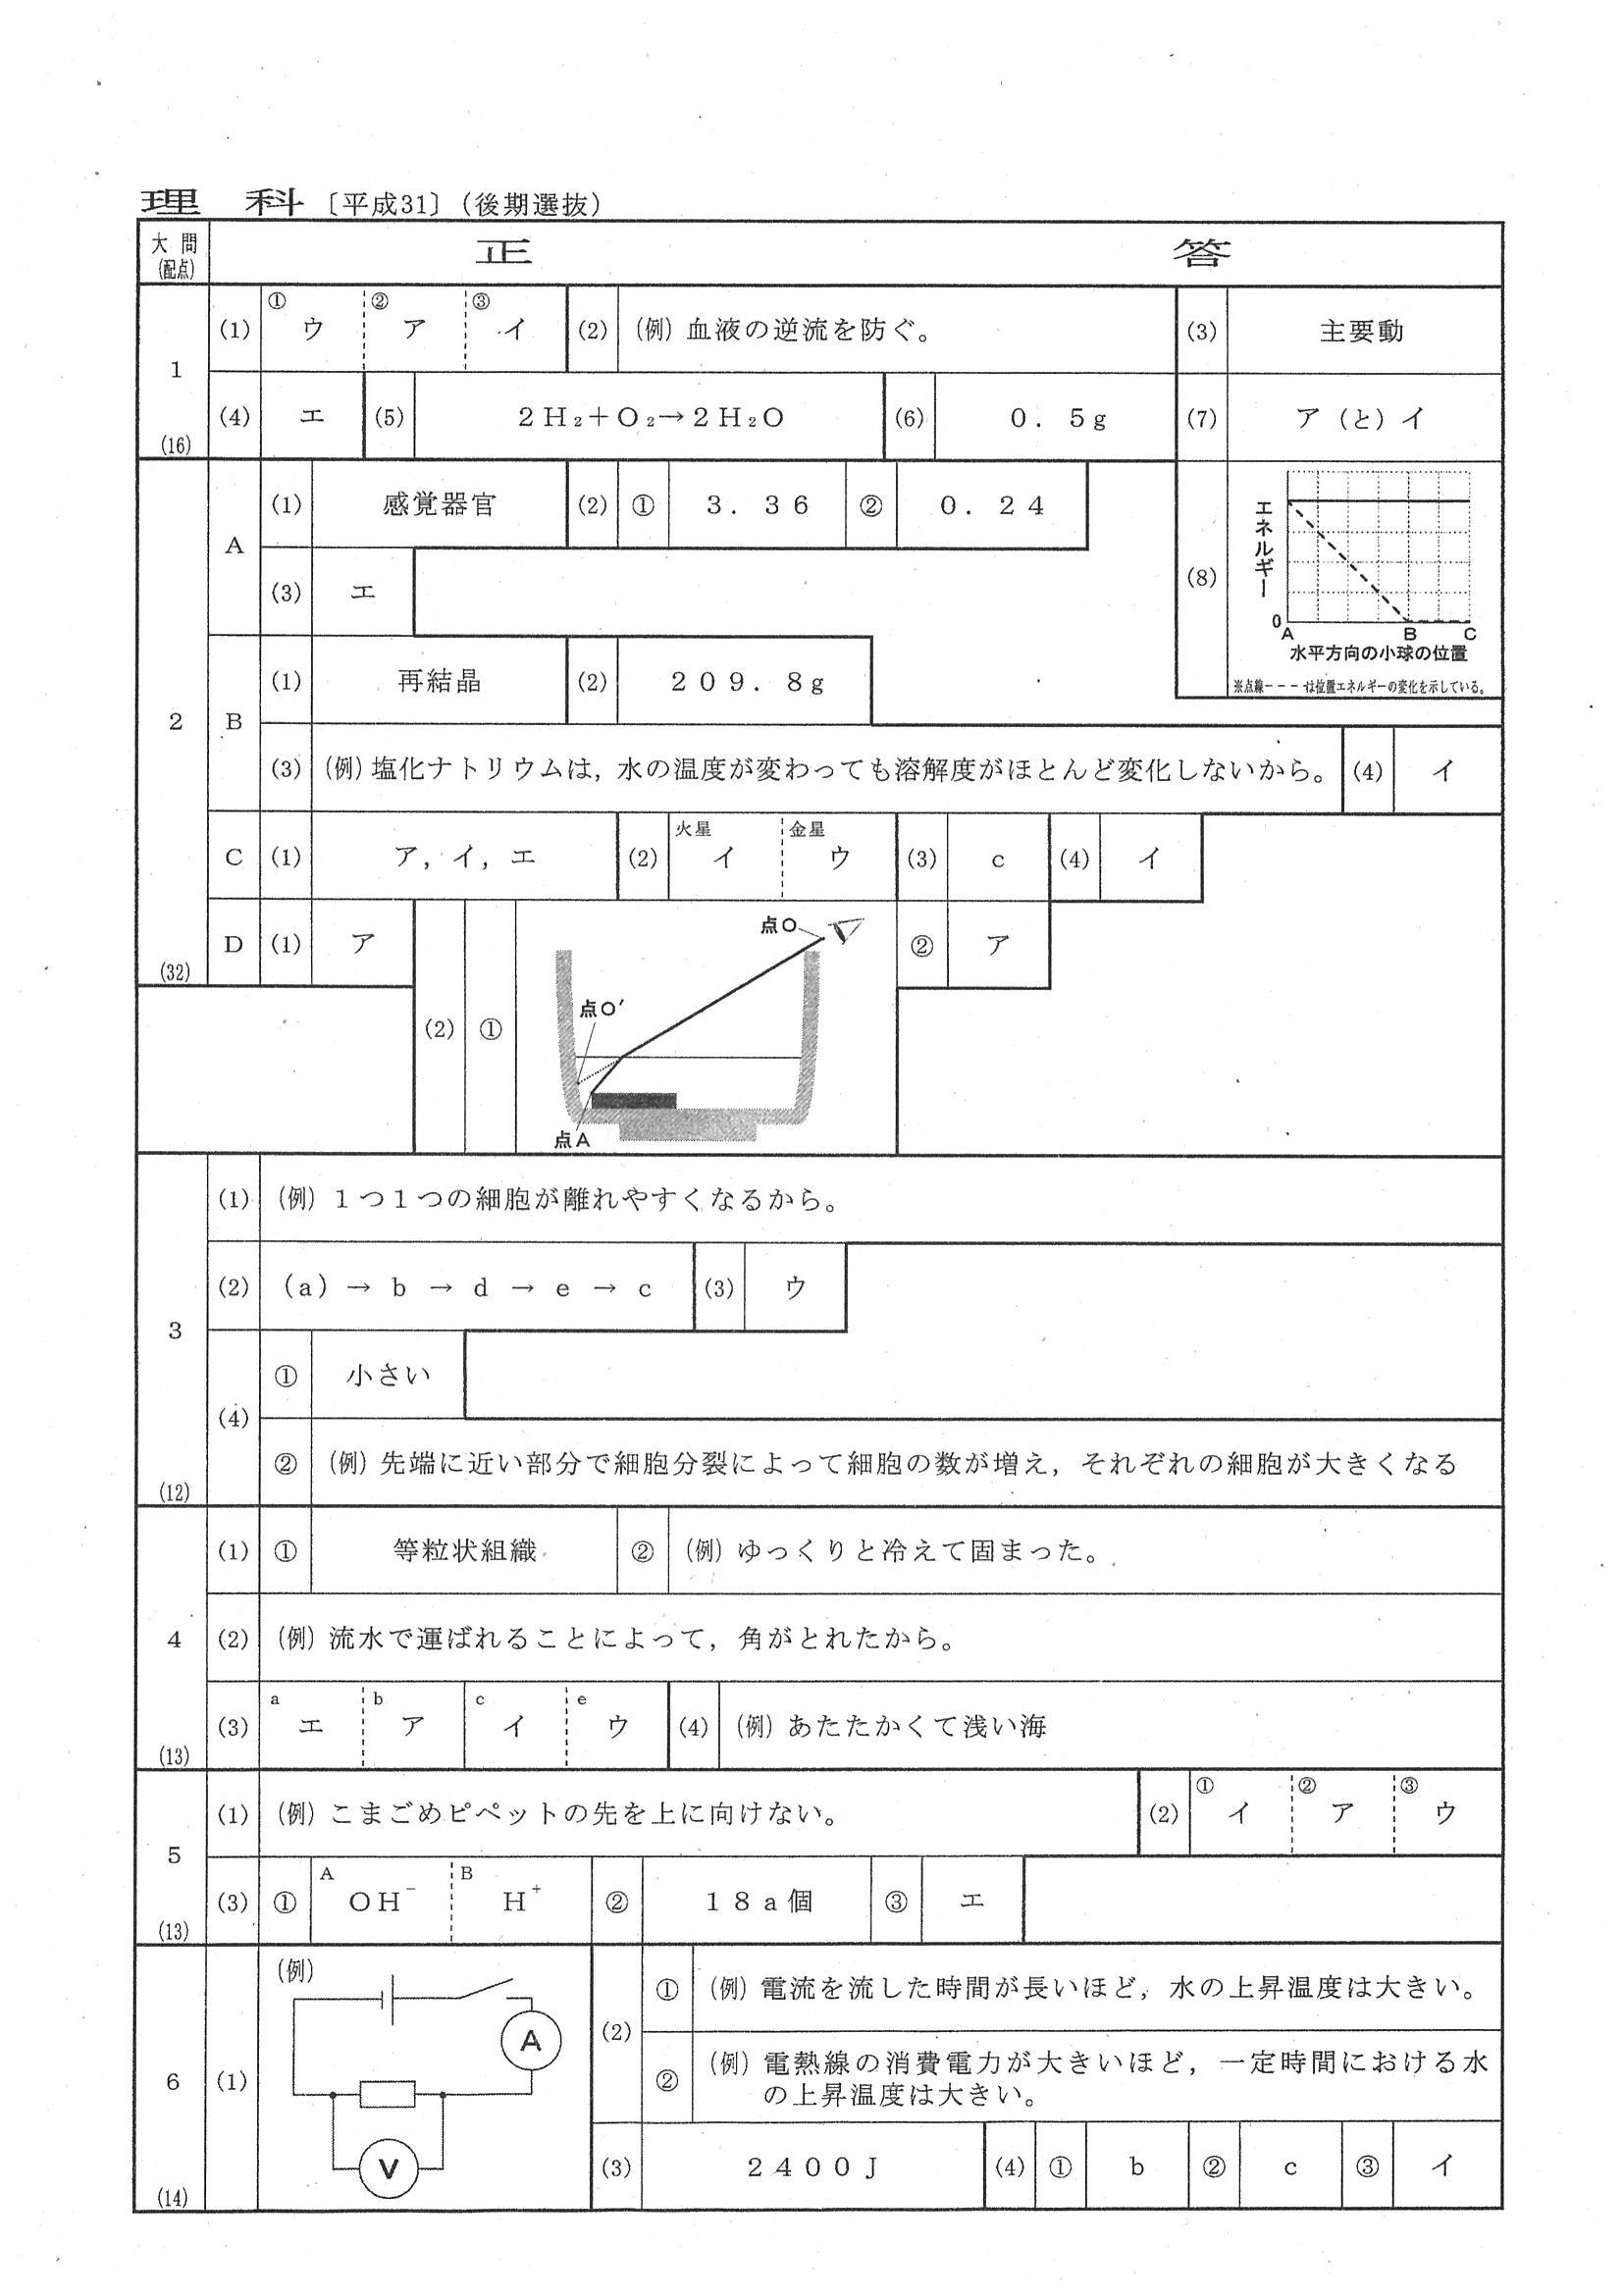 理 科〔平成31〕(後期選抜)
大問
(配点)
正 答
1
(16)
(1) ① ウ ② ア ③ イ (2) (例) 血液の逆流を防ぐ。 (3) 主要動
(4) エ (5) 2H₂+O₂→2H₂O (6) 0.5g (7) ア(と)イ
2
(32)
A
(1) 感覚器官 (2) ① 3.36 ② 0.24
(3) エ
(8)
エネルギー
0
A B C
水平方向の小球の位置
※点線---は位置エネルギーの変化を示している。
B
(1) 再結晶 (2) 209.8g
(3) (例) 塩化ナトリウムは,水の温度が変わっても溶解度がほとんど変化しないから。 (4) イ
C (1) ア,イ,エ (2) 火星 イ 金星 ウ (3) c (4) イ
D (1) ア (2) ①
点O
点O′
点A
② ア
3
(12)
(1) (例) 1つ1つの細胞が離れやすくなるから。
(2) (a)→ b → d → e → c (3) ウ
(4) ① 小さい
② (例) 先端に近い部分で細胞分裂によって細胞の数が増え,それぞれの細胞が大きくなる
4
(13)
(1) ① 等粒状組織 ② (例) ゆっくりと冷えて固まった。
(2) (例) 流水で運ばれることによって,角がとれたから。
(3) a エ b ア c イ e ウ (4) (例) あたたかくて浅い海
5
(13)
(1) (例) こまごめピペットの先を上に向けない。 (2) ① イ ② ア ③ ウ
(3) ① A OH⁻ B H⁺ ② 18a個 ③ エ
6
(14)
(1) (例)
A
V
(2) ① (例) 電流を流した時間が長いほど,水の上昇温度は大きい。
② (例) 電熱線の消費電力が大きいほど,一定時間における水
の上昇温度は大きい。
(3) 2400J (4) ① b ② c ③ イ